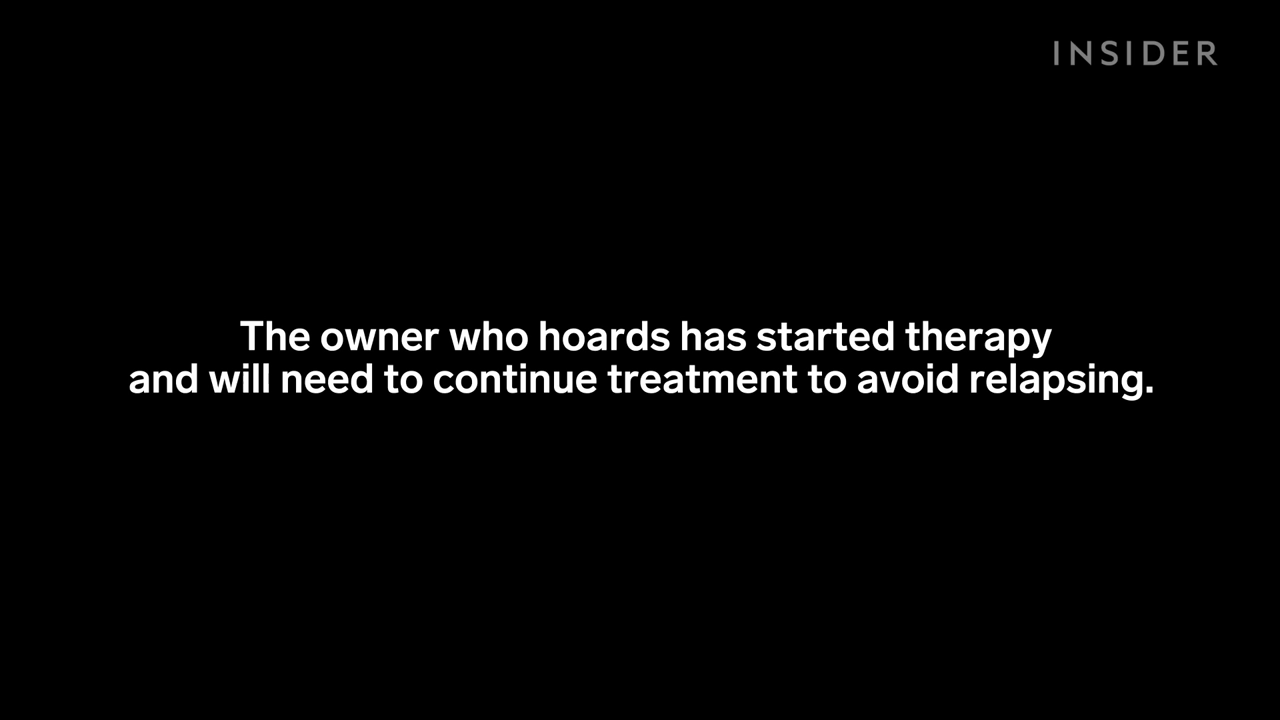 INSIDER
The owner who hoards has started therapy
and will need to continue treatment to avoid relapsing.